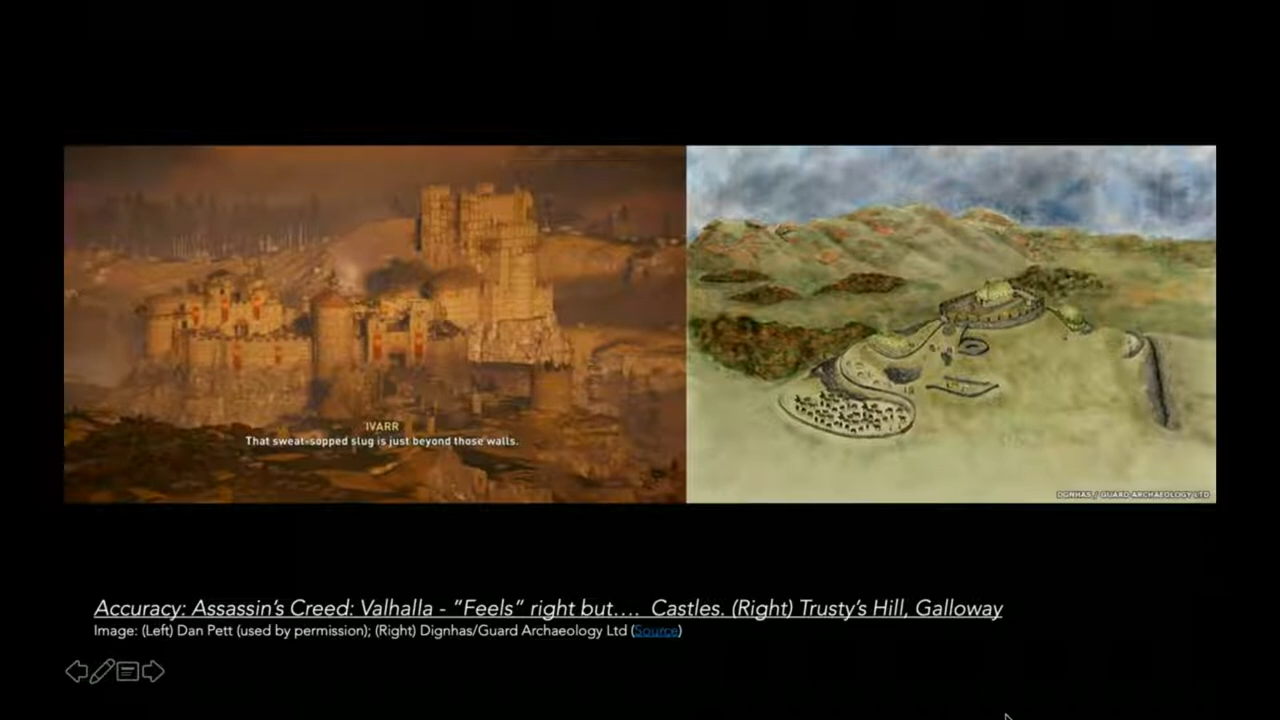 IVARR
That sweat-sopped slug is just beyond those walls.
DGNHAS / GUARD ARCHAEOLOGY LTD
Accuracy: Assassin's Creed: Valhalla - “Feels” right but.... Castles. (Right) Trusty's Hill, Galloway
Image: (Left) Dan Pett (used by permission); (Right) Dignhas/Guard Archaeology Ltd (Source)